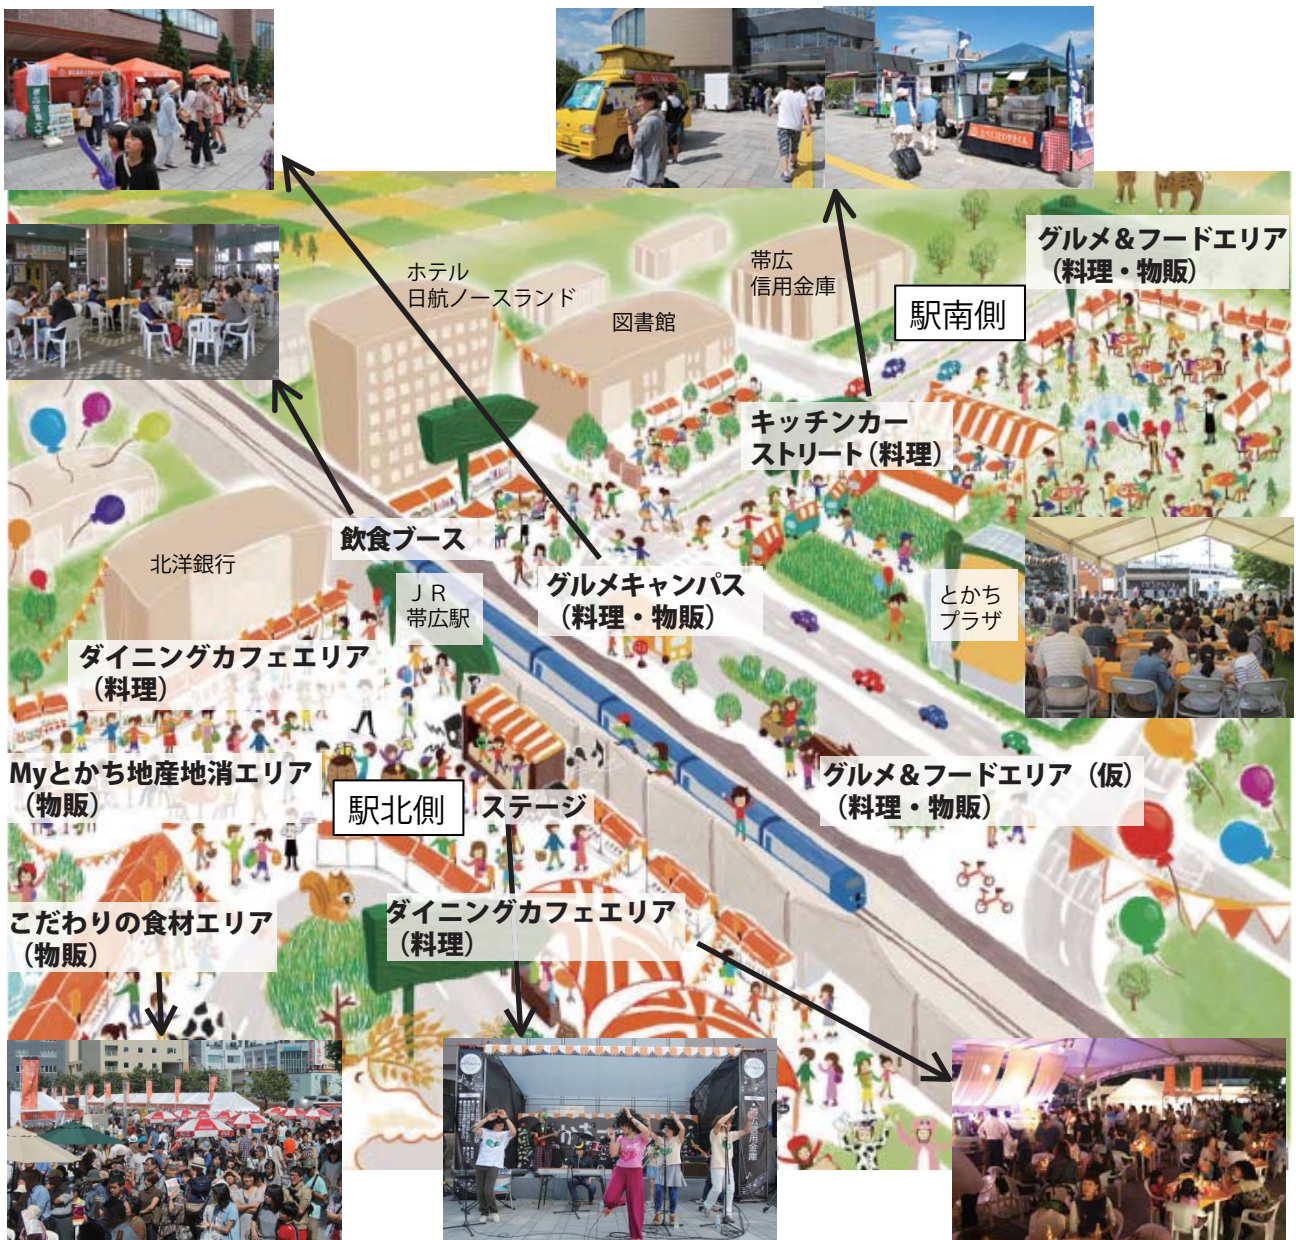 ホテル
日航ノースランド
図書館
帯広
信用金庫
駅南側
グルメ&フードエリア
（料理・物販）
キッチンカー
ストリート（料理）
飲食ブース
北洋銀行
ＪＲ
帯広駅
グルメキャンパス
（料理・物販）
とかち
プラザ
ダイニングカフェエリア
（料理）
Myとかち地産地消エリア
（物販）
駅北側
ステージ
グルメ&フードエリア（仮）
（料理・物販）
こだわりの食材エリア
（物販）
ダイニングカフェエリア
（料理）